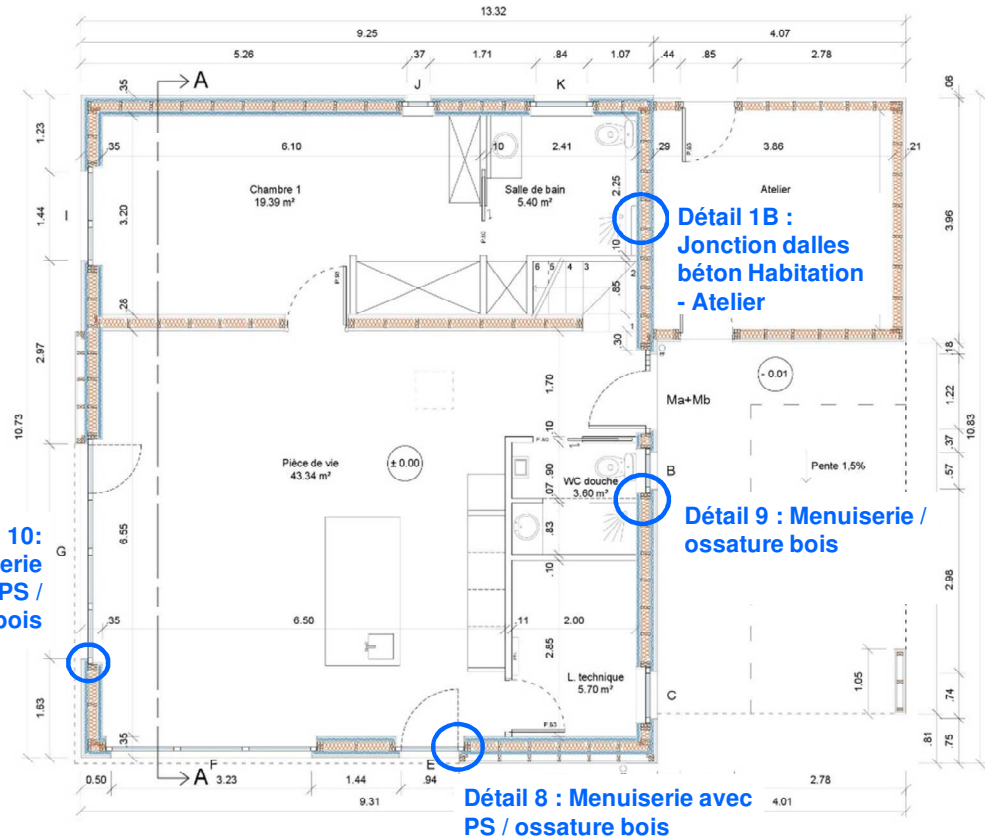 13.32
9.25
4.07
5.26
.37
1.71
.84
1.07
.44
.85
2.78
A
J
K
.35
.06
1.23
35
6.10
10
2.41
29
3.86
.21
Chambre 1
19.39 m²
Salle de bain
5.40 m²
Atelier
2.25
P.83
P.60
1.44
I
3.20
3.96
Détail 1B :
Jonction dalles
béton Habitation
- Atelier
.10
6 5 4 3
2
1
.85
P.93
.28
.30
2.97
.18
- 0.01
1.70
Ma+Mb
1.22
10.73
10.83
.10
P.60
.37
Pièce de vie
43.34 m²
± 0.00
.90
WC douche
3.60 m²
B
Pente 1,5%
.57
.07
Détail 9 : Menuiserie /
ossature bois
10:
erie
PS /
bois
G
6.55
.83
2.98
.10
35
6.50
11
2.00
2.85
L. technique
5.70 m²
C
1.05
.74
1.63
P.83
.35
.81
.75
A
F
E
0.50
3.23
1.44
.94
2.78
9.31
4.01
Détail 8 : Menuiserie avec
PS / ossature bois